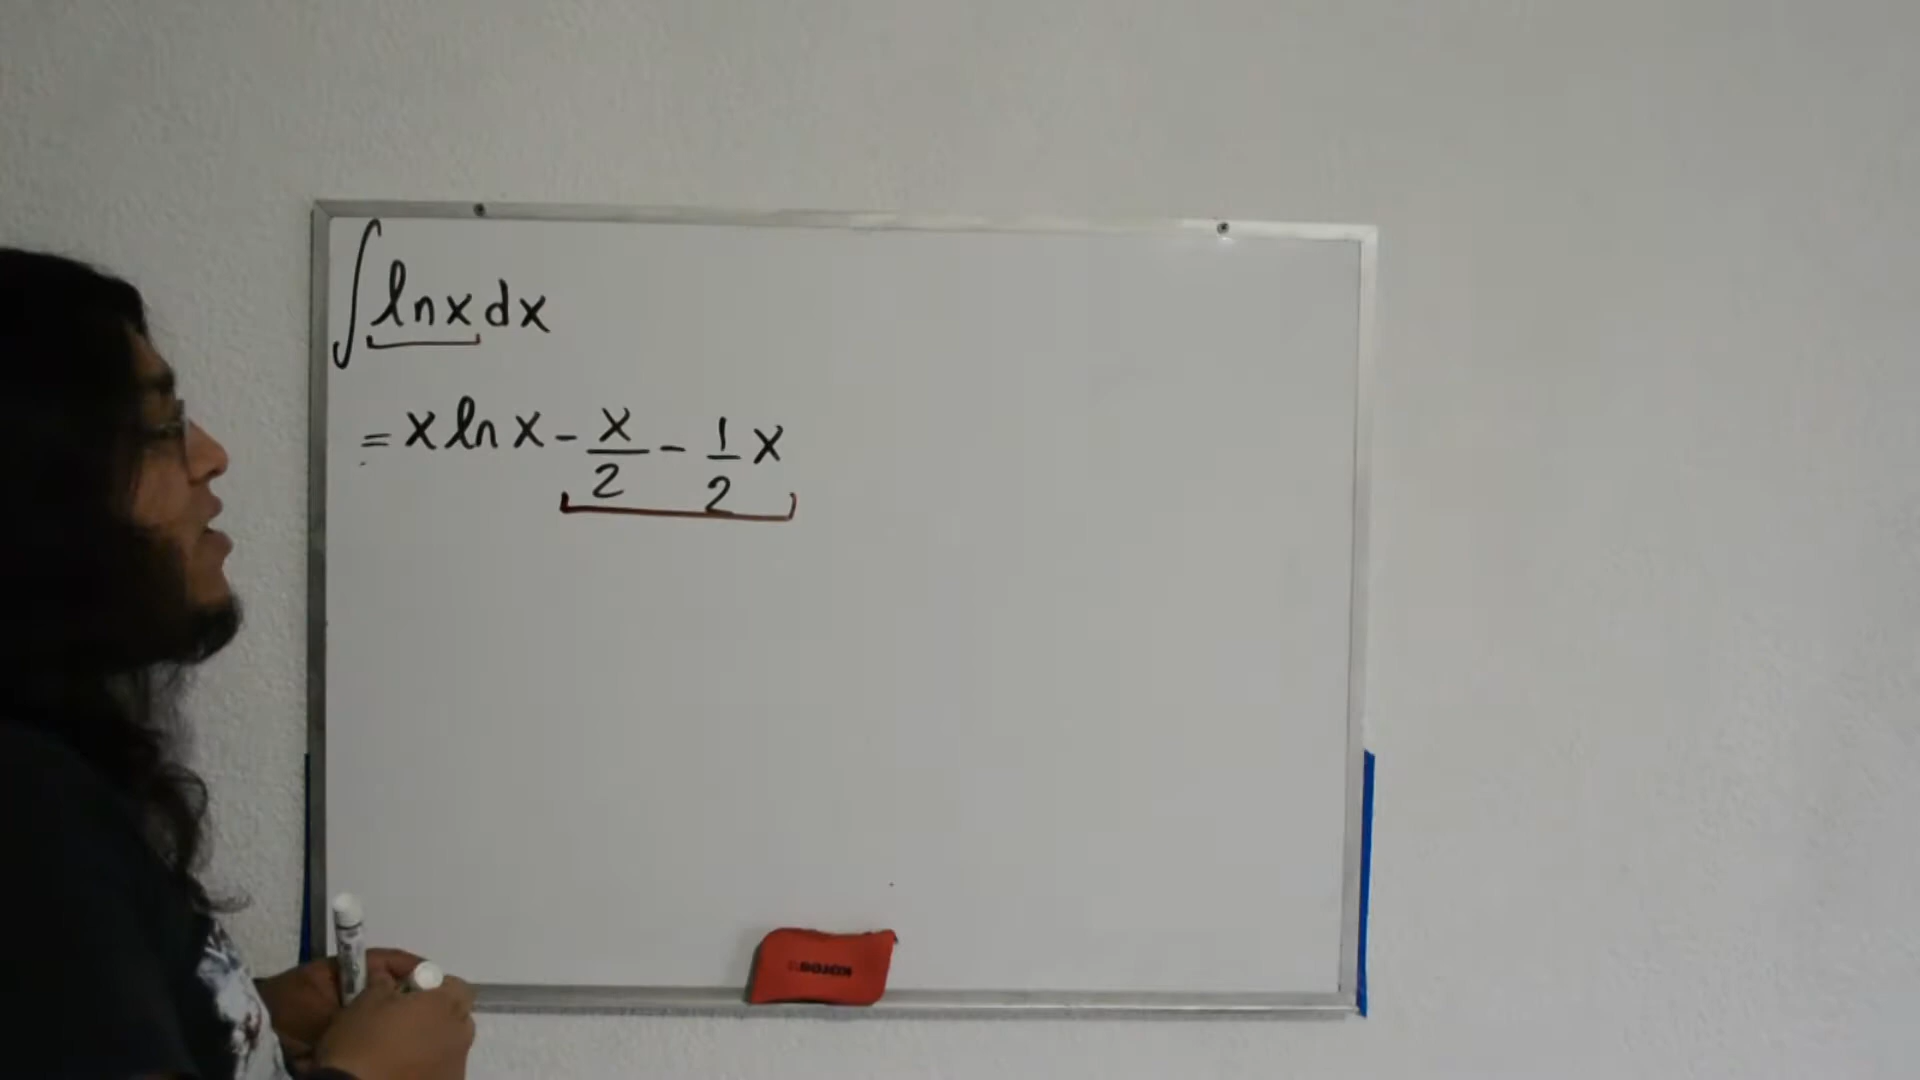 ∫ ln x dx
= x ln x - x/2 - 1/2 x